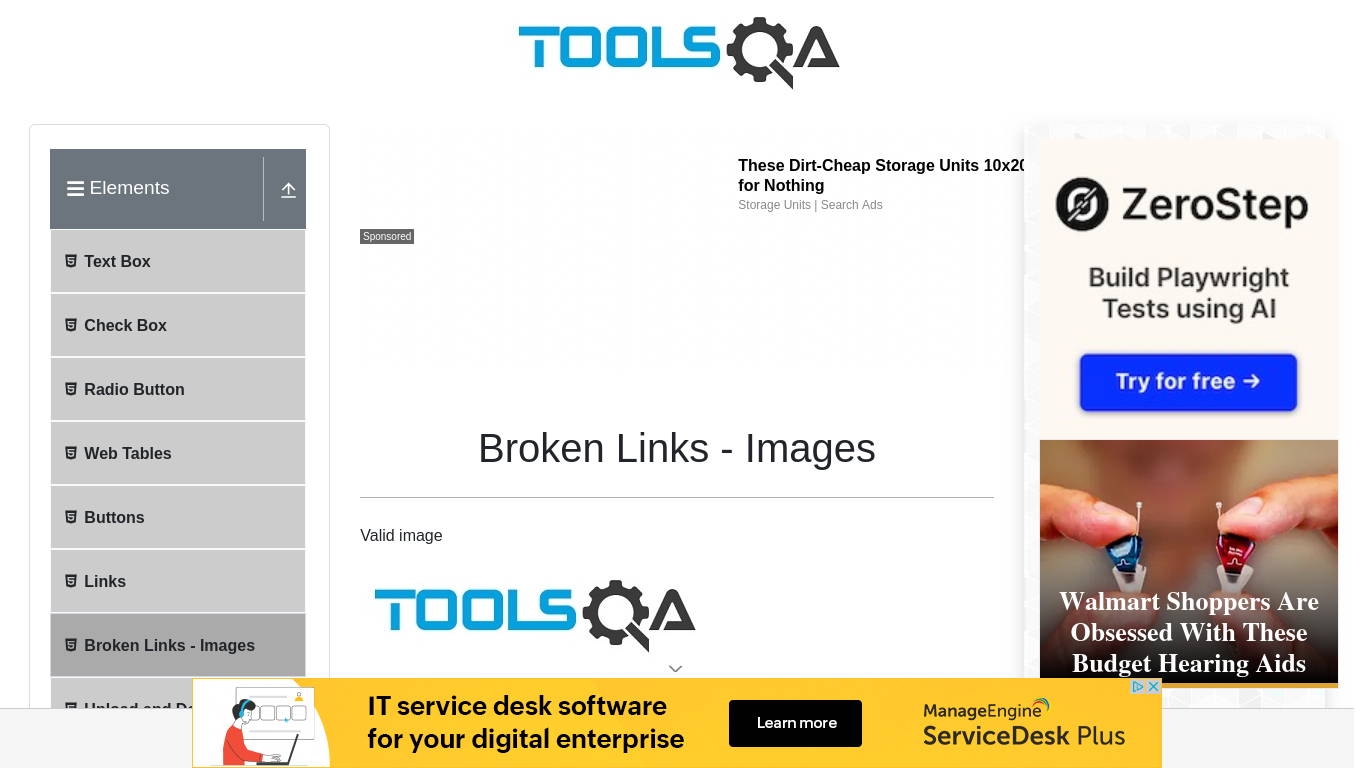 TOOLSQA
Elements
Text Box
Check Box
Radio Button
Web Tables
Buttons
Links
Broken Links - Images
Upload and
These Dirt-Cheap Storage Units 10x20
for Nothing
Storage Units | Search Ads
Sponsored
Broken Links - Images
Valid image
TOOLSQA
ZeroStep
Build Playwright
Tests using AI
Try for free →
Walmart Shoppers Are
Obsessed With These
Budget Hearing Aids
IT service desk software
for your digital enterprise
Learn more
ManageEngine
ServiceDesk Plus